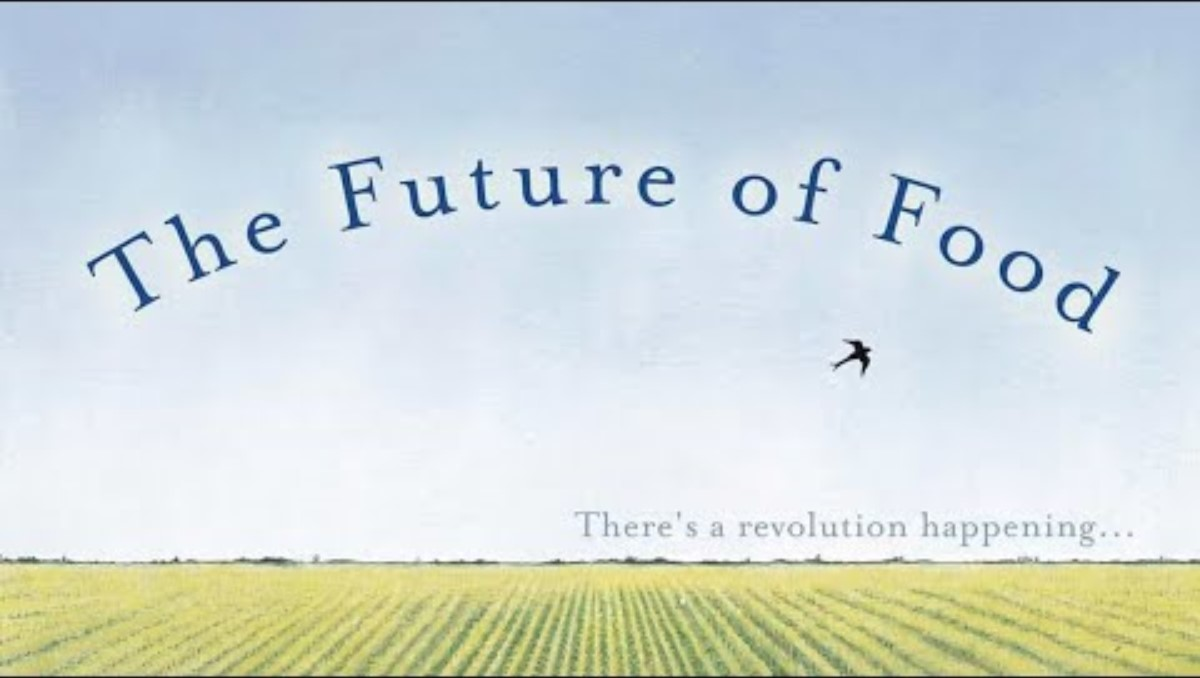 The Future of Food
There's a revolution happening...